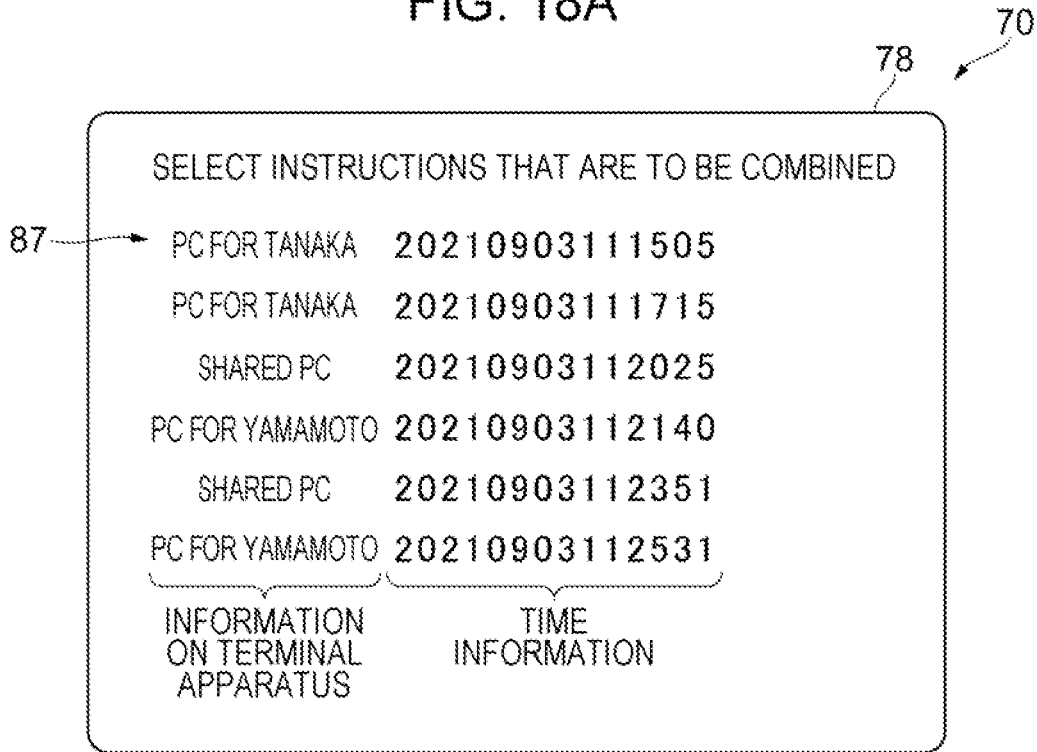 FIG. 18A
70
78
SELECT INSTRUCTIONS THAT ARE TO BE COMBINED
87
PC FOR TANAKA 20210903111505
PC FOR TANAKA 20210903111715
SHARED PC 20210903112025
PC FOR YAMAMOTO 20210903112140
SHARED PC 20210903112351
PC FOR YAMAMOTO 20210903112531
INFORMATION ON TERMINAL APPARATUS
TIME INFORMATION